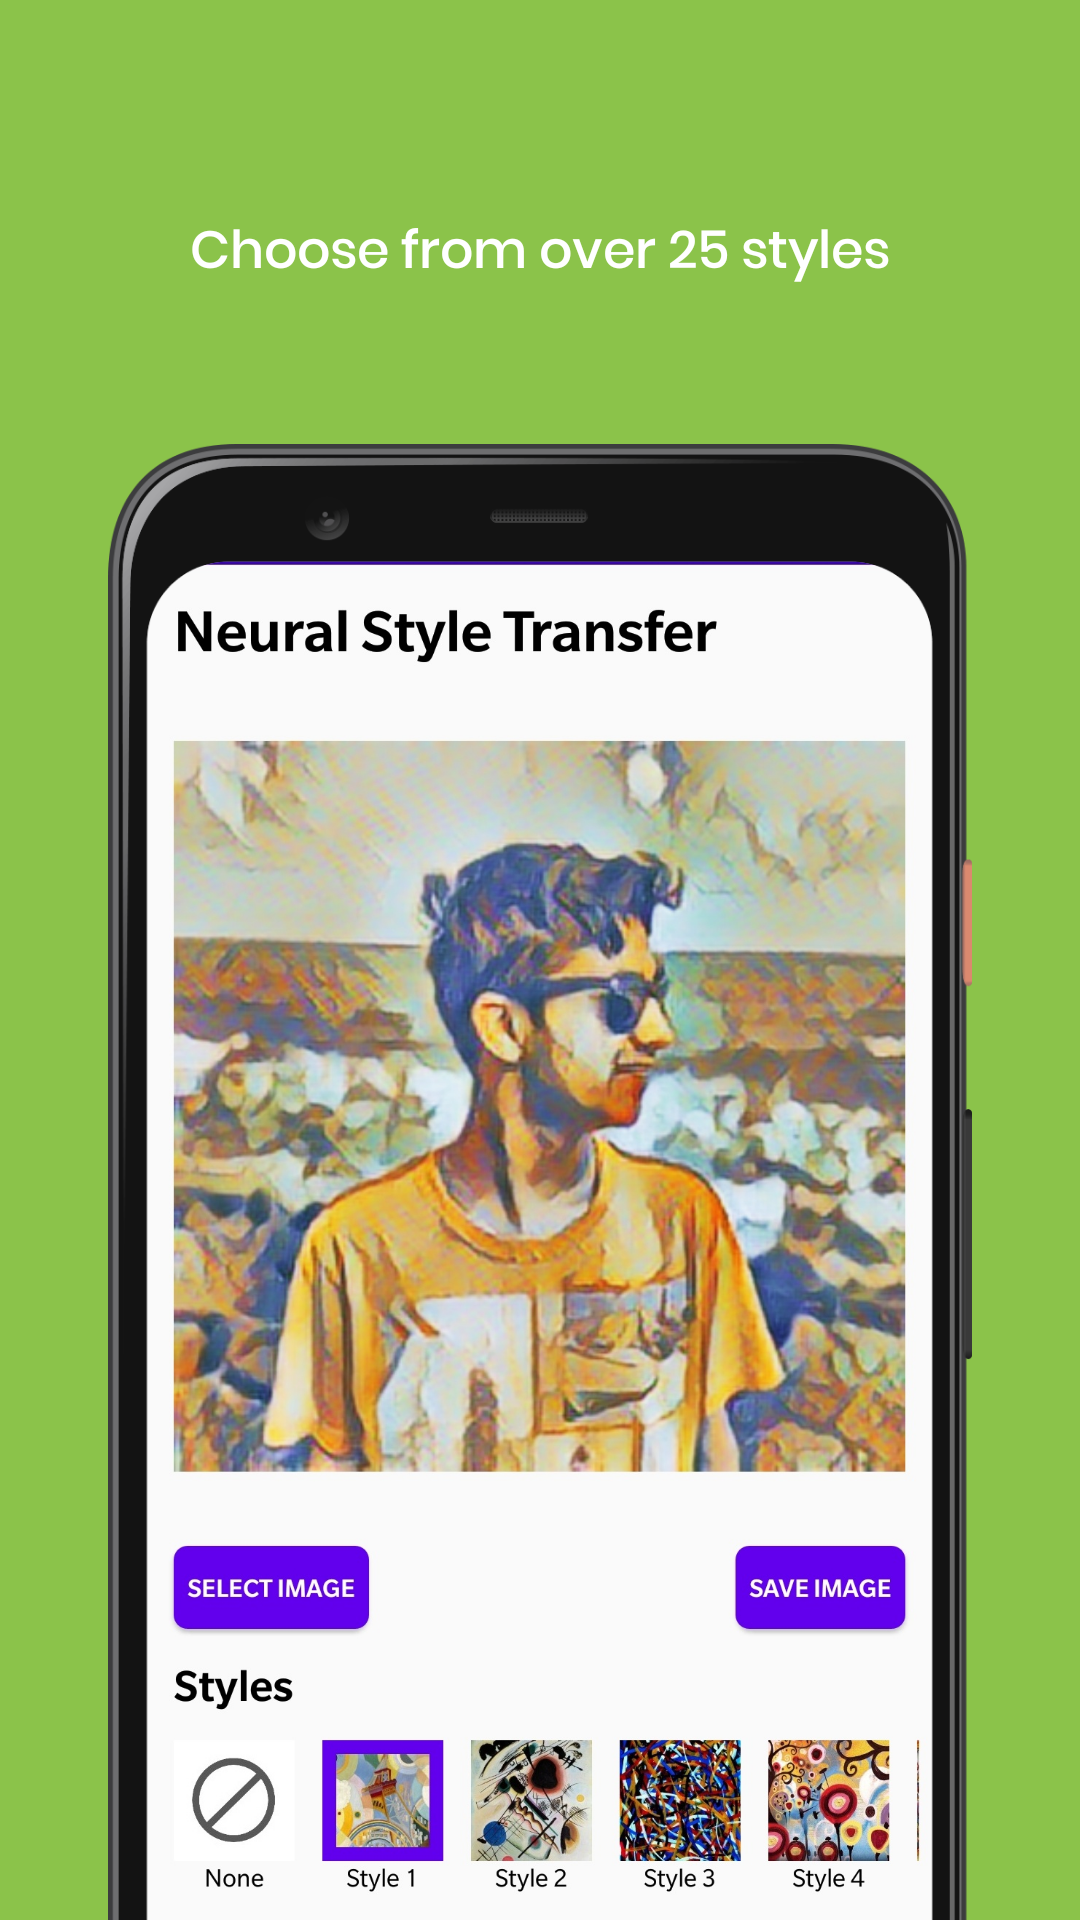 Choose from over 25 styles
Neural Style Transfer
SELECT IMAGE
SAVE IMAGE
Styles
None
Style 1
Style 2
Style 3
Style 4